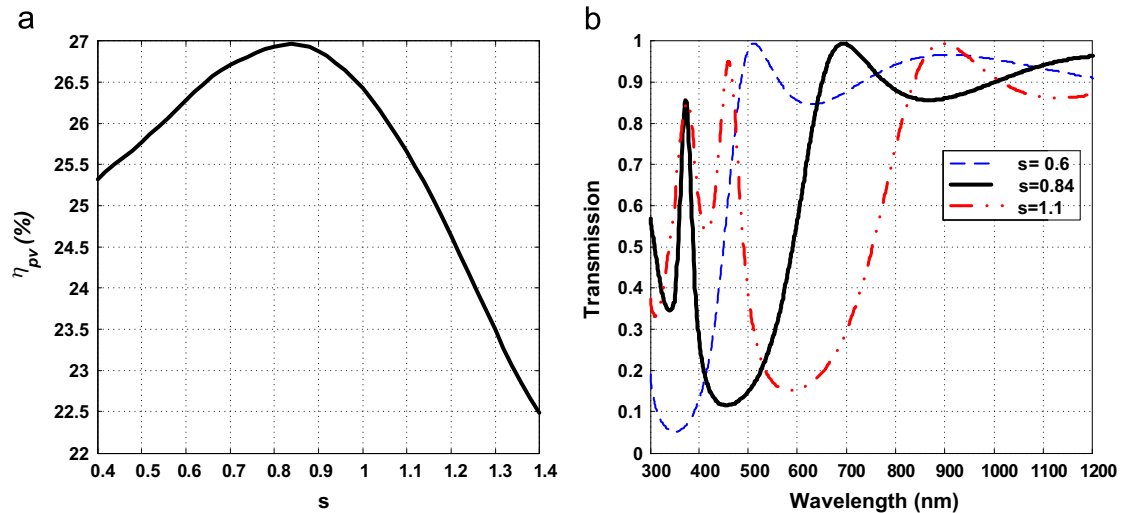 a
27
26.5
26
25.5
25
24.5
24
23.5
23
22.5
22
0.4 0.5 0.6 0.7 0.8 0.9 1 1.1 1.2 1.3 1.4
η_pv (%)
s
b
1
0.9
0.8
0.7
0.6
0.5
0.4
0.3
0.2
0.1
0
300 400 500 600 700 800 900 1000 1100 1200
Transmission
Wavelength (nm)
s= 0.6
s=0.84
s=1.1